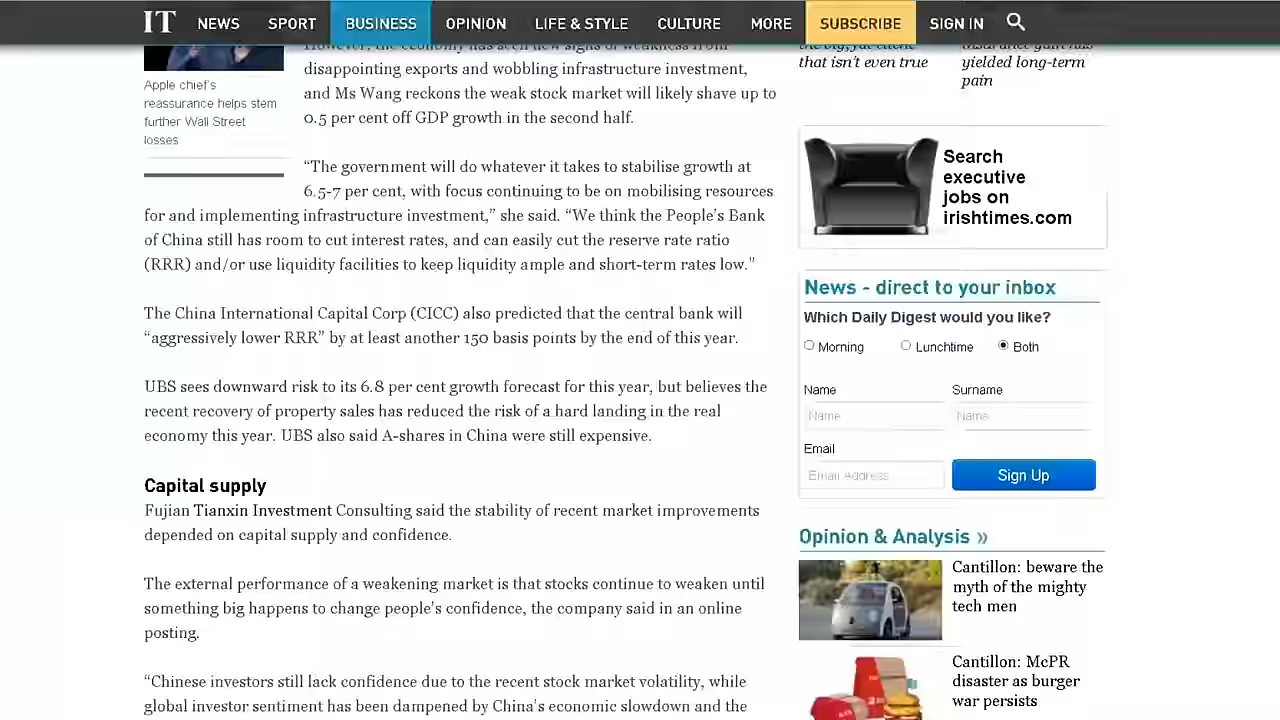 IT NEWS SPORT BUSINESS OPINION LIFE & STYLE CULTURE MORE SUBSCRIBE SIGN IN
Apple chief's
reassurance helps stem
further Wall Street
losses
However, the economy has seen new signs of weakness from
disappointing exports and wobbling infrastructure investment,
and Ms Wang reckons the weak stock market will likely shave up to
0.5 per cent off GDP growth in the second half.
“The government will do whatever it takes to stabilise growth at
6.5-7 per cent, with focus continuing to be on mobilising resources
for and implementing infrastructure investment,” she said. “We think the People’s Bank
of China still has room to cut interest rates, and can easily cut the reserve rate ratio
(RRR) and/or use liquidity facilities to keep liquidity ample and short-term rates low.”
The China International Capital Corp (CICC) also predicted that the central bank will
“aggressively lower RRR” by at least another 150 basis points by the end of this year.
UBS sees downward risk to its 6.8 per cent growth forecast for this year, but believes the
recent recovery of property sales has reduced the risk of a hard landing in the real
economy this year. UBS also said A-shares in China were still expensive.
Capital supply
Fujian Tianxin Investment Consulting said the stability of recent market improvements
depended on capital supply and confidence.
The external performance of a weakening market is that stocks continue to weaken until
something big happens to change people's confidence, the company said in an online
posting.
“Chinese investors still lack confidence due to the recent stock market volatility, while
global investor sentiment has been dampened by China's economic slowdown and the
that isn’t even true
yielded long-term
pain
Search
executive
jobs on
irishtimes.com
News - direct to your inbox
Which Daily Digest would you like?
Morning Lunchtime Both
Name Surname
Name Name
Email
Email Address Sign Up
Opinion & Analysis »
Cantillon: beware the
myth of the mighty
tech men
Cantillon: McPR
disaster as burger
war persists